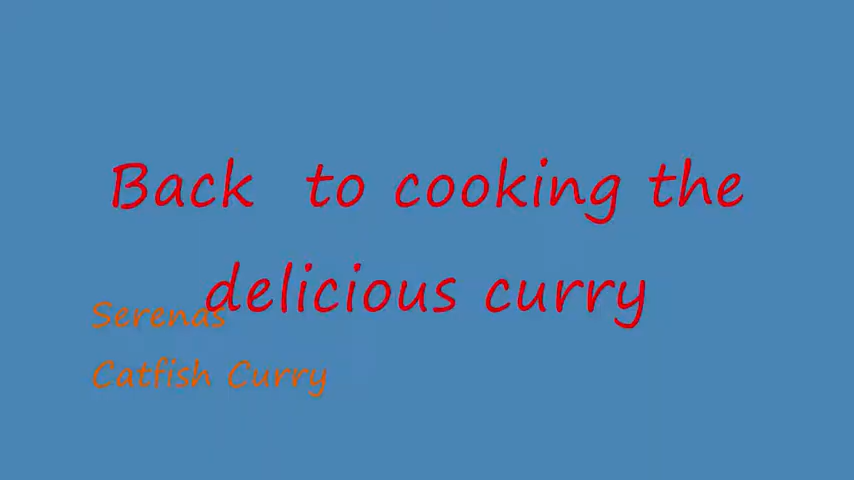 Back to cooking the
delicious curry
Serenas
Catfish Curry